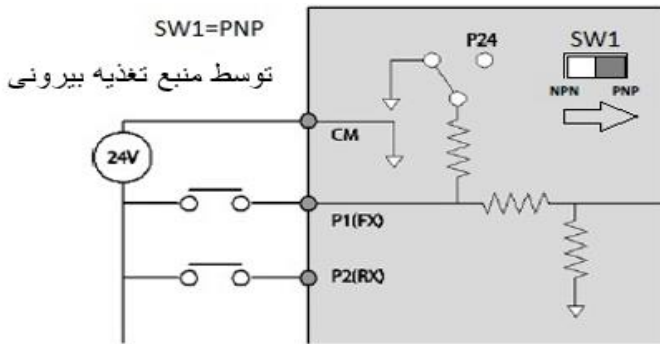 SW1=PNP
توسط منبع تغذیه بیرونی
P24
SW1
NPN PNP
CM
24V
P1(FX)
P2(RX)